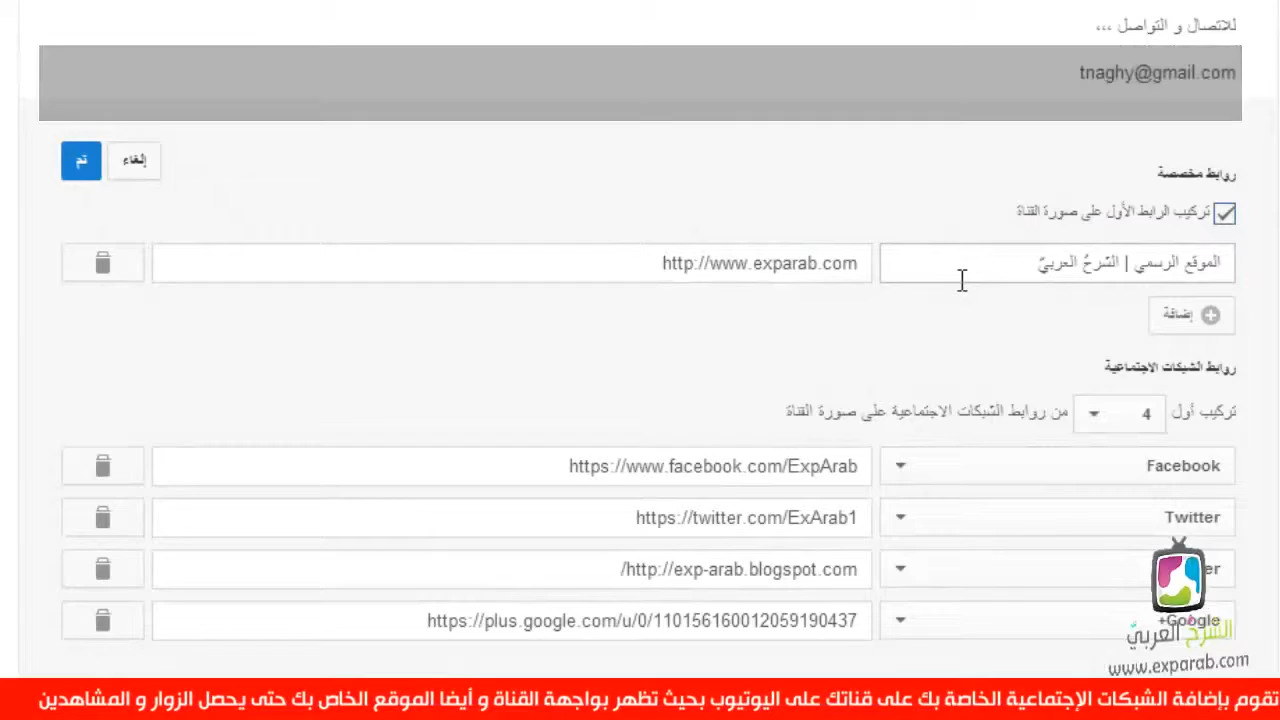 للاتصال و التواصل ...
tnaghy@gmail.com
تم
إلغاء
روابط مخصصة
تركيب الرابط الأول على صورة القناة
الموقع الرسمي | الشرحُ العربيّ
http://www.exparab.com
إضافة
روابط الشبكات الاجتماعية
تركيب أول 4 من روابط الشبكات الاجتماعية على صورة القناة
Facebook
https://www.facebook.com/ExpArab
Twitter
https://twitter.com/ExArab1
er
/http://exp-arab.blogspot.com
+Google
https://plus.google.com/u/0/110156160012059190437
الشرحُ العربيّ
www.exparab.com
تقوم بإضافة الشبكات الإجتماعية الخاصة بك على قناتك على اليوتيوب بحيث تظهر بواجهة القناة و أيضا الموقع الخاص بك حتى يحصل الزوار و المشاهدين